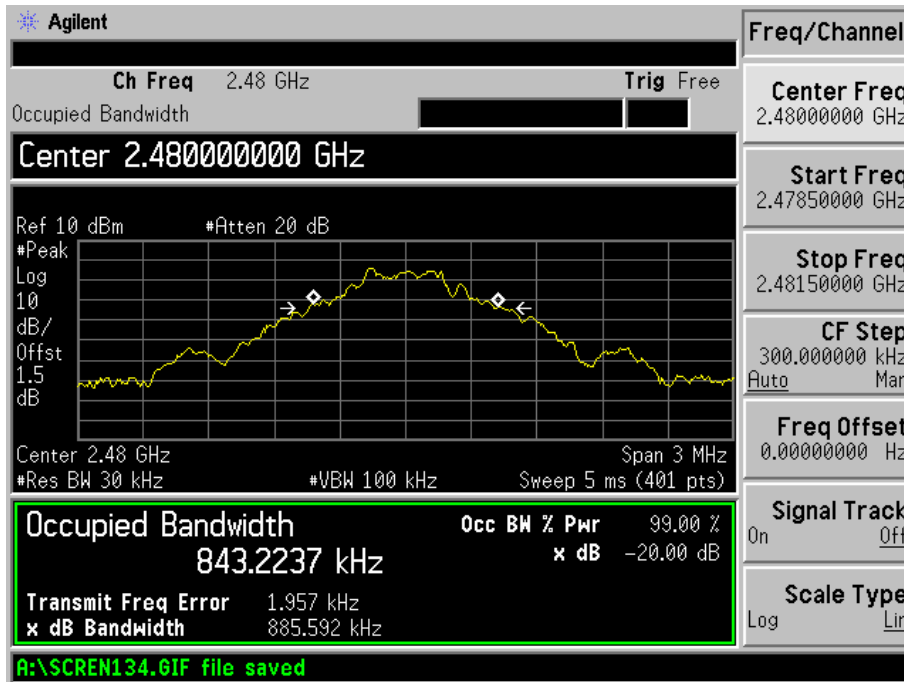 Agilent
Freq/Channel
Ch Freq 2.48 GHz Trig Free
Occupied Bandwidth
Center 2.480000000 GHz
Ref 10 dBm #Atten 20 dB
#Peak
Log
10
dB/
Offst
1.5
dB
Center 2.48 GHz Span 3 MHz
#Res BW 30 kHz #VBW 100 kHz Sweep 5 ms (401 pts)
Occupied Bandwidth
843.2237 kHz
Occ BW % Pwr 99.00 %
x dB -20.00 dB
Transmit Freq Error 1.957 kHz
x dB Bandwidth 885.592 kHz
A:\SCREN134.GIF file saved
Center Freq
2.48000000 GHz
Start Freq
2.47850000 GHz
Stop Freq
2.48150000 GHz
CF Step
300.000000 kHz
Auto Man
Freq Offset
0.00000000 Hz
Signal Track
On Off
Scale Type
Log Lin